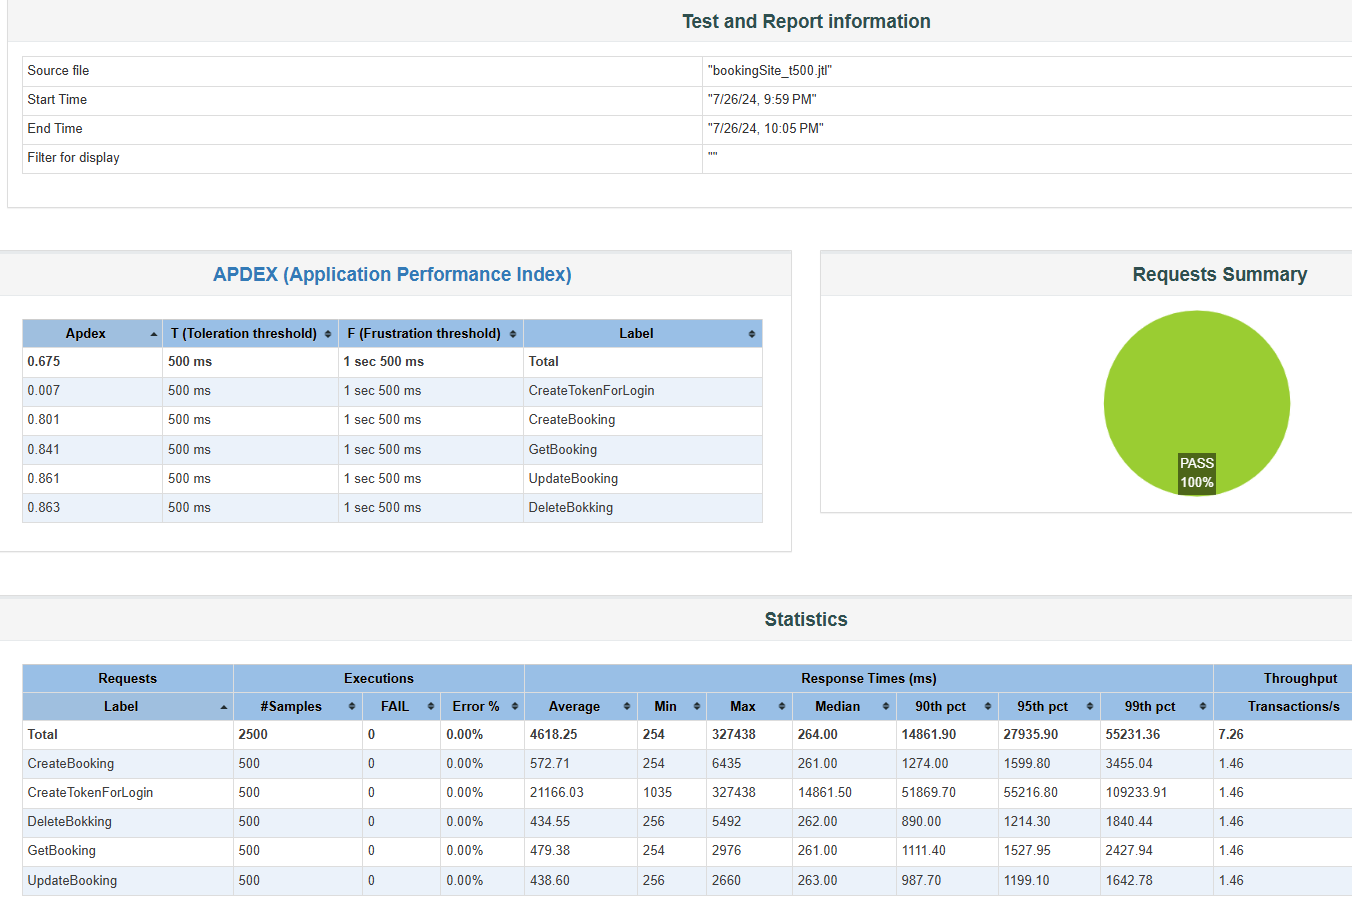 Test and Report information
Source file "bookingSite_t500.jtl"
Start Time "7/26/24, 9:59 PM"
End Time "7/26/24, 10:05 PM"
Filter for display ""
APDEX (Application Performance Index)
Apdex T (Toleration threshold) F (Frustration threshold) Label
0.675 500 ms 1 sec 500 ms Total
0.007 500 ms 1 sec 500 ms CreateTokenForLogin
0.801 500 ms 1 sec 500 ms CreateBooking
0.841 500 ms 1 sec 500 ms GetBooking
0.861 500 ms 1 sec 500 ms UpdateBooking
0.863 500 ms 1 sec 500 ms DeleteBokking
Requests Summary
PASS
100%
Statistics
Requests Executions Response Times (ms) Throughput
Label #Samples FAIL Error % Average Min Max Median 90th pct 95th pct 99th pct Transactions/s
Total 2500 0 0.00% 4618.25 254 327438 264.00 14861.90 27935.90 55231.36 7.26
CreateBooking 500 0 0.00% 572.71 254 6435 261.00 1274.00 1599.80 3455.04 1.46
CreateTokenForLogin 500 0 0.00% 21166.03 1035 327438 14861.50 51869.70 55216.80 109233.91 1.46
DeleteBokking 500 0 0.00% 434.55 256 5492 262.00 890.00 1214.30 1840.44 1.46
GetBooking 500 0 0.00% 479.38 254 2976 261.00 1111.40 1527.95 2427.94 1.46
UpdateBooking 500 0 0.00% 438.60 256 2660 263.00 987.70 1199.10 1642.78 1.46